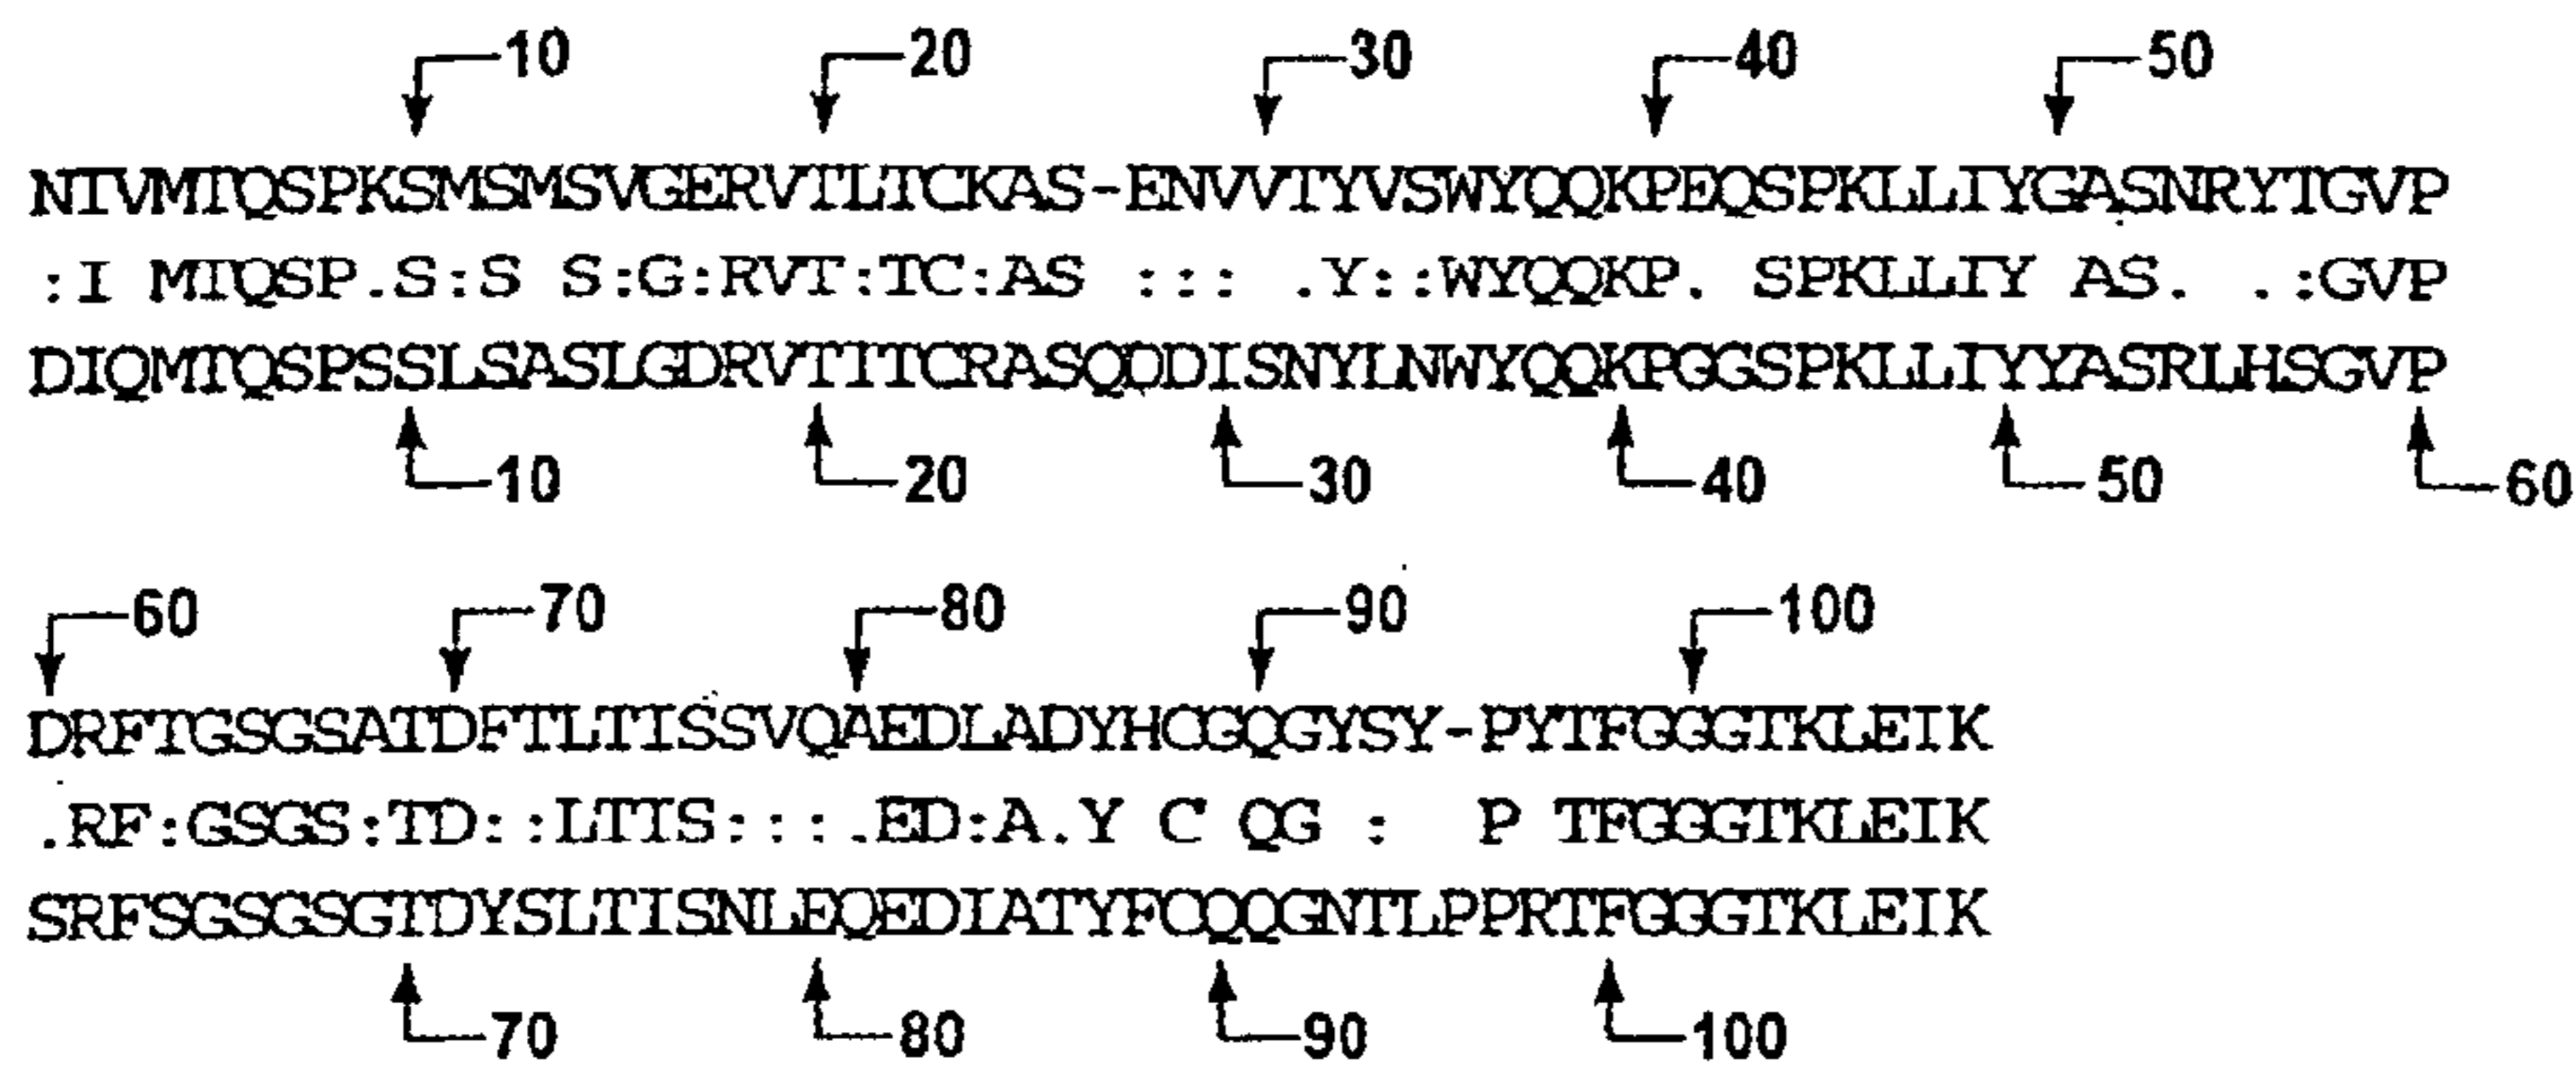 10 20 30 40 50
NIVMTQSPKSMSMSVGERVTLTCKAS-ENVVTYVSWYQQKPEQSPKLLIYGASNRYTGVP
:I MTQSP.S:S S:G:RVT:TC:AS ::: .Y::WYQQKP. SPKLLIY AS. .:GVP
DIQMTQSPSSLSASLGDRVTITCRASQDDISNYLNWYQQKPGGSPKLLIYYASRLHSGVP
10 20 30 40 50 60
60 70 80 90 100
DRFTGSGSATDFTLTISSVQAEDLADYHCGQGYSY-PYTFGGGTKLEIK
.RF:GSGS:TD::LTIS:::.ED:A.Y C QG :  P TFGGGTKLEIK
SRFSGSGSGTDYSLTISNLEQEDIATYFCQQGNTLPPRTFGGGTKLEIK
70 80 90 100